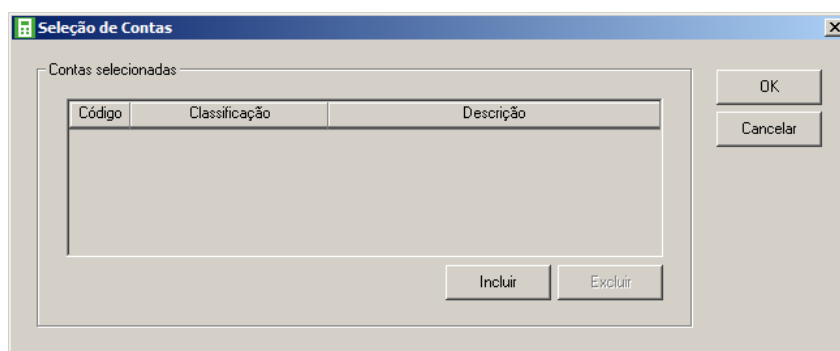 Seleção de Contas
Contas selecionadas
OK
Código Classificação Descrição
Cancelar
Incluir Excluir